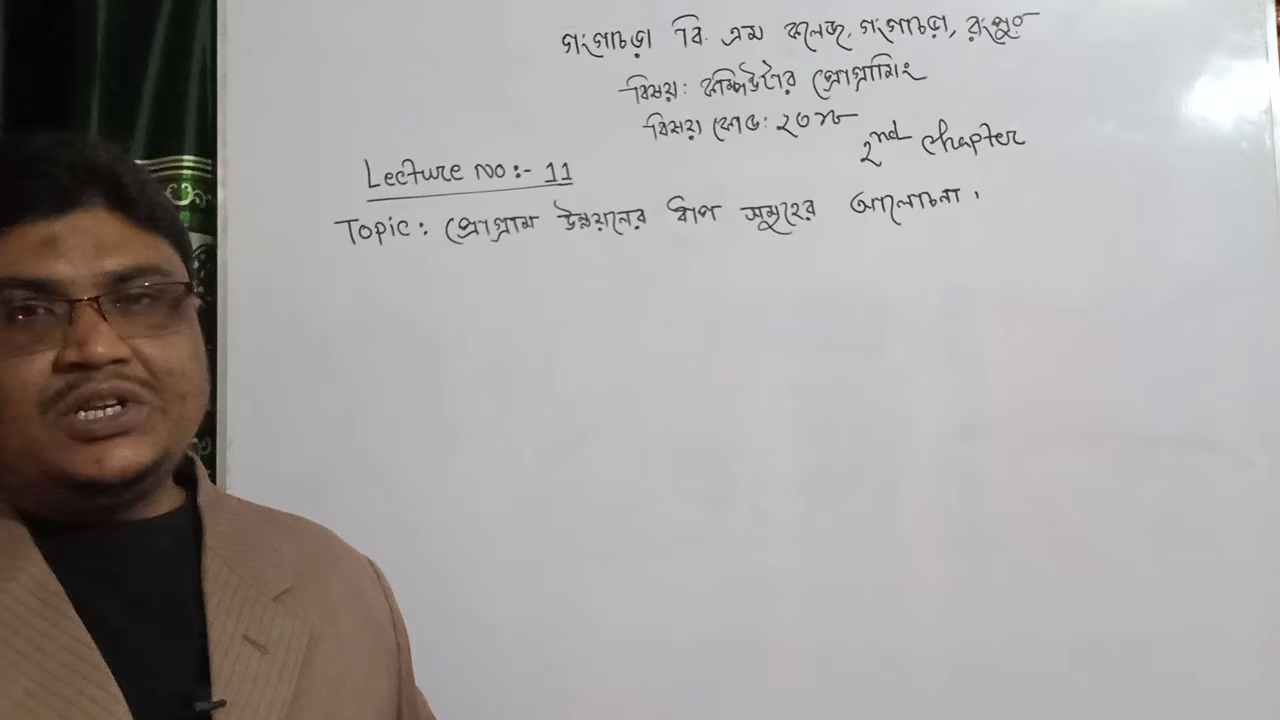 গংগাচড়া বি. এম কলেজ, গংগাচড়া, রংপুর
বিষয়: কম্পিউটার প্রোগ্রামিং
বিষয় কোড:
2nd chapter
Lecture no:- 11
Topic: প্রোগ্রাম উন্নয়নের ধাপ সমূহের আলোচনা।